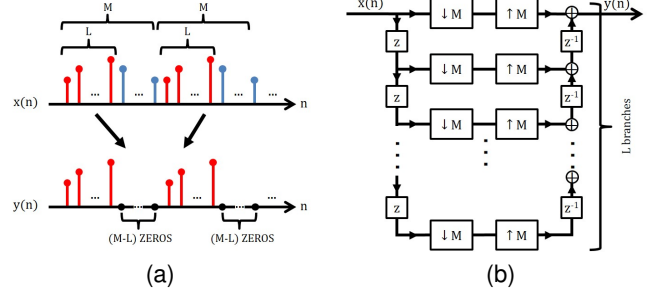 M
M
L
L
... ... ... ...
x(n)
n
... ... ... ...
y(n)
n
(M-L) ZEROS
(M-L) ZEROS
(a)
x(n)
y(n)
↓ M
↑ M
z
z⁻¹
↓ M
↑ M
z
z⁻¹
↓ M
↑ M
L branches
z
z⁻¹
↓ M
↑ M
(b)